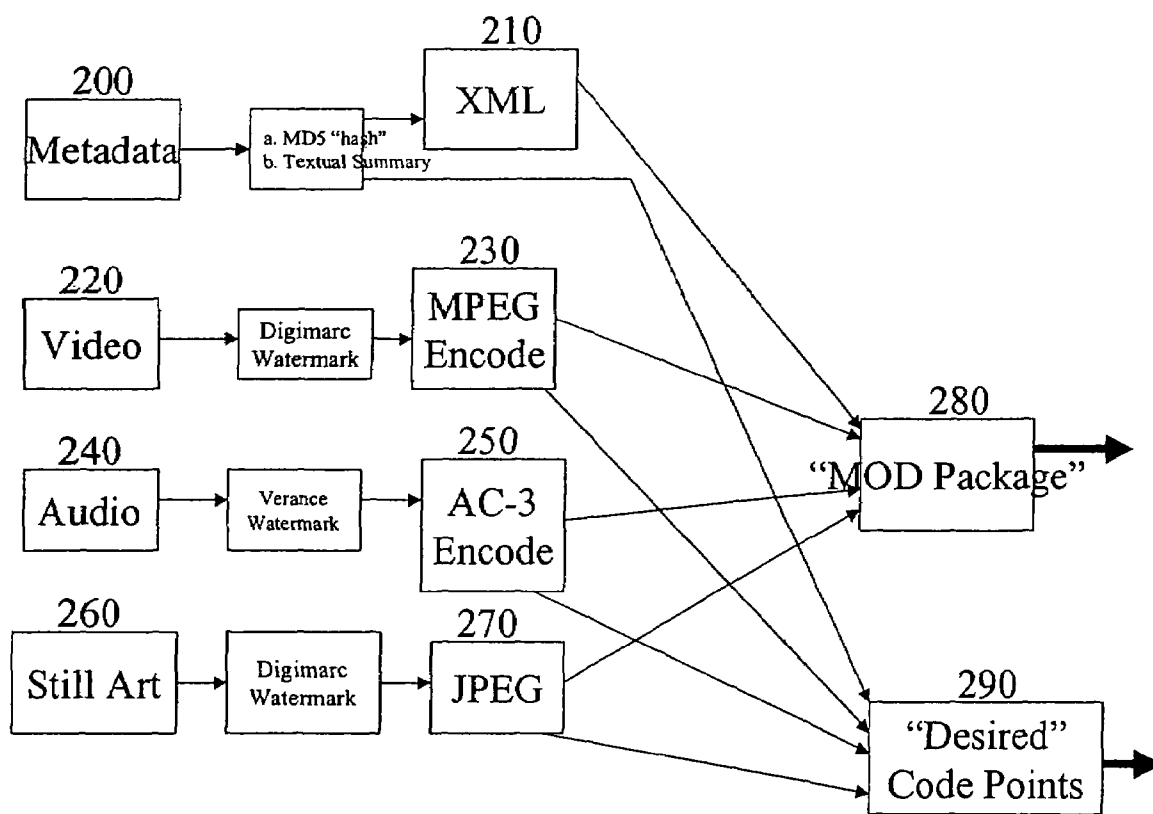 210
XML
200
Metadata
a. MD5 “hash”
b. Textual Summary
230
MPEG
Encode
220
Video
Digimarc
Watermark
280
“MOD Package”
250
AC-3
Encode
240
Audio
Verance
Watermark
260
Still Art
Digimarc
Watermark
270
JPEG
290
“Desired”
Code Points